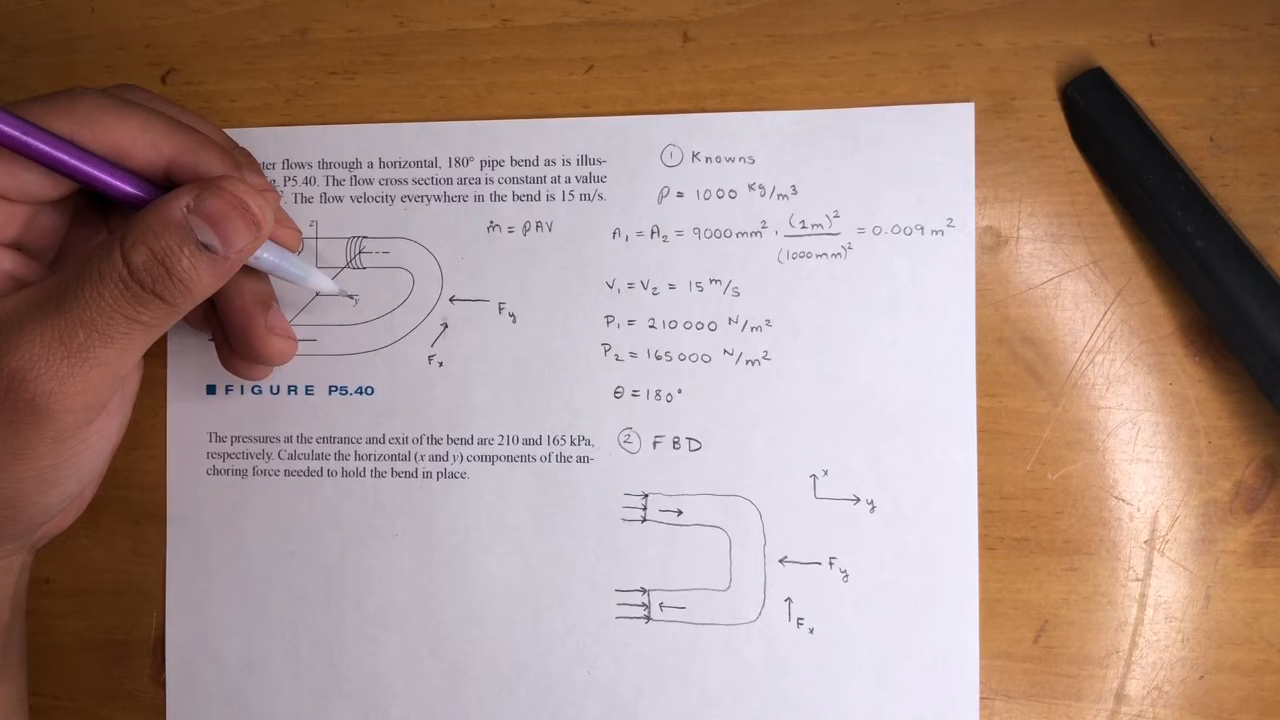 ter flows through a horizontal, 180° pipe bend as is illus-
P5.40. The flow cross section area is constant at a value
. The flow velocity everywhere in the bend is 15 m/s.
z
ṁ = ρAV
y
Fy
Fx
FIGURE P5.40
The pressures at the entrance and exit of the bend are 210 and 165 kPa,
respectively. Calculate the horizontal (x and y) components of the an-
choring force needed to hold the bend in place.
① Knowns
ρ = 1000 kg/m³
A₁ = A₂ = 9000mm² · (1m)²/(1000mm)² = 0.009 m²
V₁ = V₂ = 15 m/s
P₁ = 210000 N/m²
P₂ = 165000 N/m²
θ = 180°
② FBD
x
y
Fy
Fx